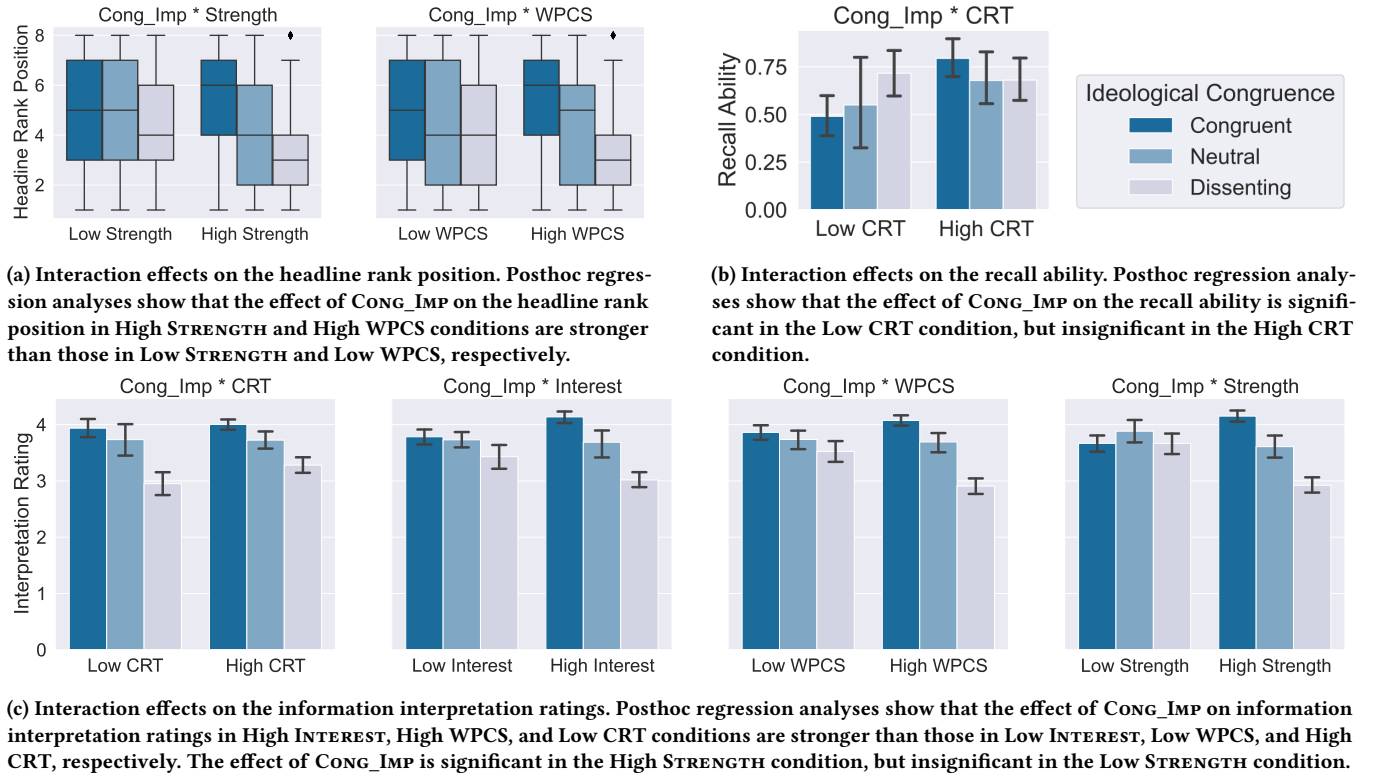 Cong_Imp * Strength
Cong_Imp * WPCS
Headline Rank Position
8
6
4
2
Low Strength
High Strength
Low WPCS
High WPCS
Cong_Imp * CRT
Recall Ability
0.75
0.50
0.25
0.00
Low CRT
High CRT
Ideological Congruence
Congruent
Neutral
Dissenting
(a) Interaction effects on the headline rank position. Posthoc regres-
sion analyses show that the effect of Cong_Imp on the headline rank
position in High Strength and High WPCS conditions are stronger
than those in Low Strength and Low WPCS, respectively.
(b) Interaction effects on the recall ability. Posthoc regression analy-
ses show that the effect of Cong_Imp on the recall ability is signifi-
cant in the Low CRT condition, but insignificant in the High CRT
condition.
Cong_Imp * CRT
Cong_Imp * Interest
Cong_Imp * WPCS
Cong_Imp * Strength
Interpretation Rating
4
3
2
1
0
Low CRT
High CRT
Low Interest
High Interest
Low WPCS
High WPCS
Low Strength
High Strength
(c) Interaction effects on the information interpretation ratings. Posthoc regression analyses show that the effect of Cong_Imp on information
interpretation ratings in High Interest, High WPCS, and Low CRT conditions are stronger than those in Low Interest, Low WPCS, and High
CRT, respectively. The effect of Cong_Imp is significant in the High Strength condition, but insignificant in the Low Strength condition.